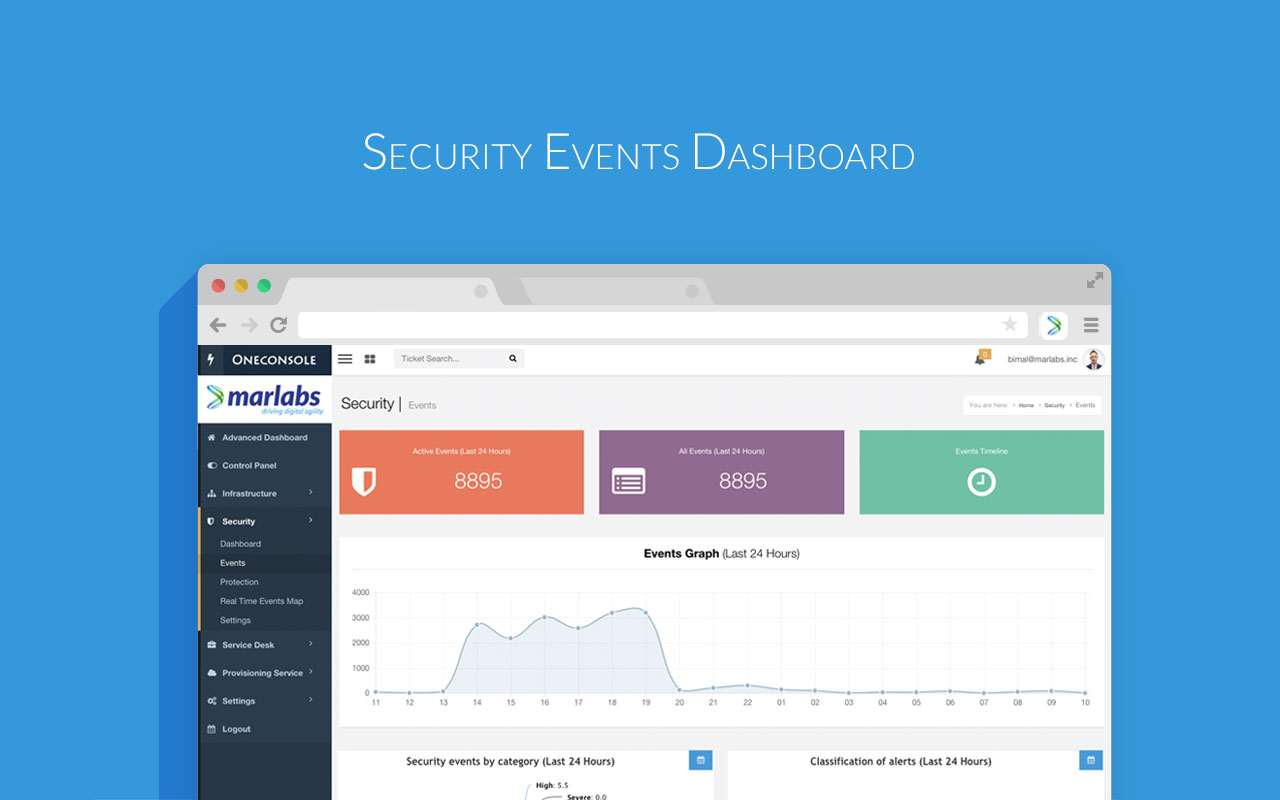 Security Events Dashboard
Oneconsole
Ticket Search...
0
bimal@marlabs.inc
marlabs
driving digital agility
Security | Events
You are here: > Home > Security > Events
Advanced Dashboard
Control Panel
Infrastructure
Security
Dashboard
Events
Protection
Real Time Events Map
Settings
Service Desk
Provisioning Service
Settings
Logout
Active Events (Last 24 Hours)
8895
All Events (Last 24 Hours)
8895
Events Timeline
Events Graph (Last 24 Hours)
4000
3000
2000
1000
0
11 12 13 14 15 16 17 18 19 20 21 22 01 02 03 04 05 06 07 08 09 10
Security events by category (Last 24 Hours)
High: 5.5
Severe: 0.0
Classification of alerts (Last 24 Hours)